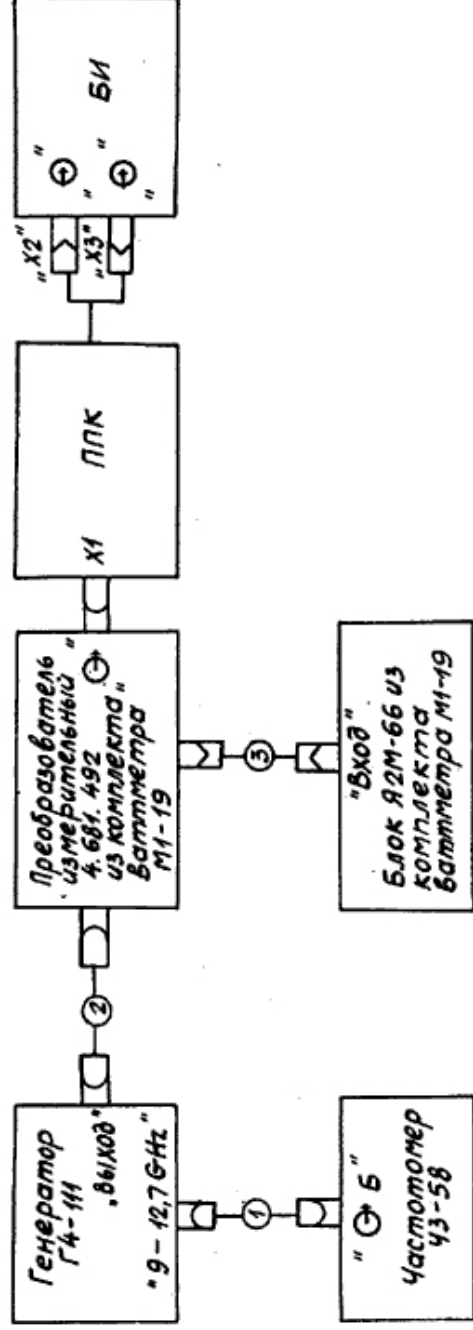 Генератор
Г4-111
„Выход"
"9 – 12,7 GHz"
①
" Б "
Частотомер
Ч3-58
②
Преобразователь
измерительный
4.681.492
из комплекта
ваттметра
М1-19
" "
③
"Вход"
Блок Я2М-66 из
комплекта
ваттметра М1-19
X1
ППК
„X2"
„X3"
" "
" "
БИ